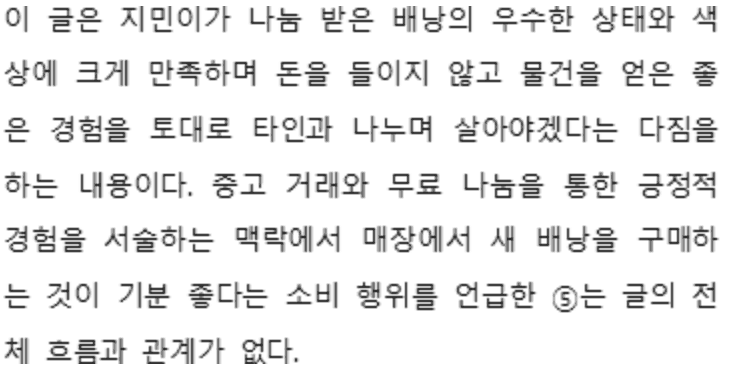 이 글은 지민이가 나눔 받은 배낭의 우수한 상태와 색
상에 크게 만족하며 돈을 들이지 않고 물건을 얻은 좋
은 경험을 토대로 타인과 나누며 살아야겠다는 다짐을
하는 내용이다. 중고 거래와 무료 나눔을 통한 긍정적
경험을 서술하는 맥락에서 매장에서 새 배낭을 구매하
는 것이 기분 좋다는 소비 행위를 언급한 ⑤는 글의 전
체 흐름과 관계가 없다.